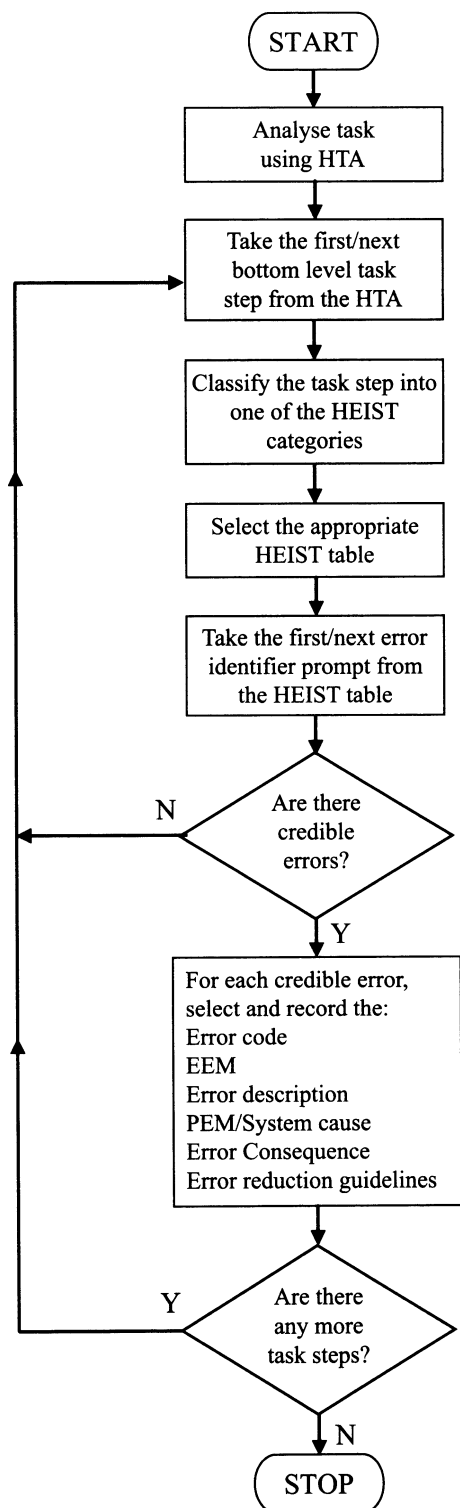 START
Analyse task
using HTA
Take the first/next
bottom level task
step from the HTA
Classify the task step into
one of the HEIST
categories
Select the appropriate
HEIST table
Take the first/next error
identifier prompt from
the HEIST table
N
Are there
credible
errors?
Y
For each credible error,
select and record the:
Error code
EEM
Error description
PEM/System cause
Error Consequence
Error reduction guidelines
Y
Are there
any more
task steps?
N
STOP